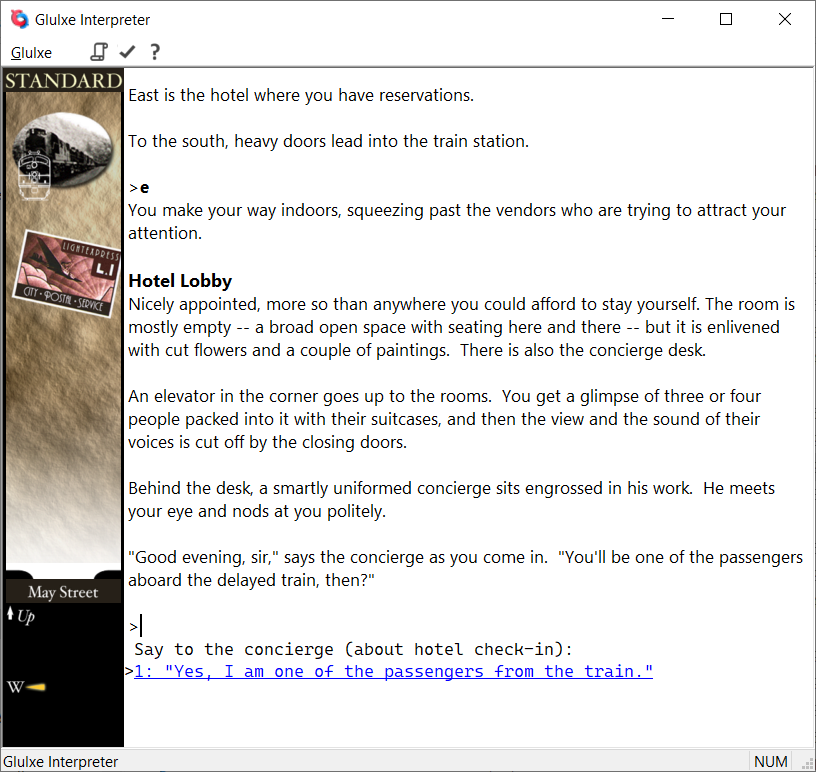 Glulxe Interpreter
Glulxe
STANDARD
LIGHTEXPRESS
L.I
CITY · POSTAL · SERVICE
East is the hotel where you have reservations.
To the south, heavy doors lead into the train station.
>e
You make your way indoors, squeezing past the vendors who are trying to attract your
attention.
Hotel Lobby
Nicely appointed, more so than anywhere you could afford to stay yourself. The room is
mostly empty -- a broad open space with seating here and there -- but it is enlivened
with cut flowers and a couple of paintings.  There is also the concierge desk.
An elevator in the corner goes up to the rooms.  You get a glimpse of three or four
people packed into it with their suitcases, and then the view and the sound of their
voices is cut off by the closing doors.
Behind the desk, a smartly uniformed concierge sits engrossed in his work.  He meets
your eye and nods at you politely.
"Good evening, sir," says the concierge as you come in.  "You'll be one of the passengers
aboard the delayed train, then?"
>
May Street
Up
W
Say to the concierge (about hotel check-in):
>1: "Yes, I am one of the passengers from the train."
Glulxe Interpreter
NUM